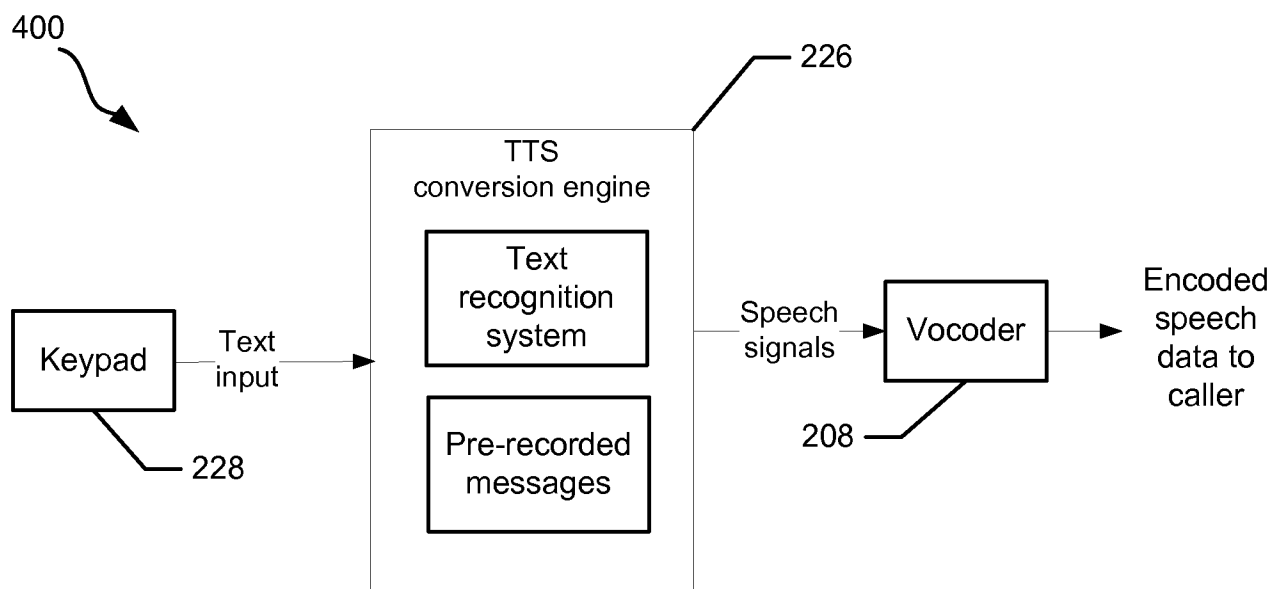 400
226
TTS
conversion engine
Text
recognition
system
Pre-recorded
messages
Keypad
228
Text
input
Speech
signals
Vocoder
208
Encoded
speech
data to
caller